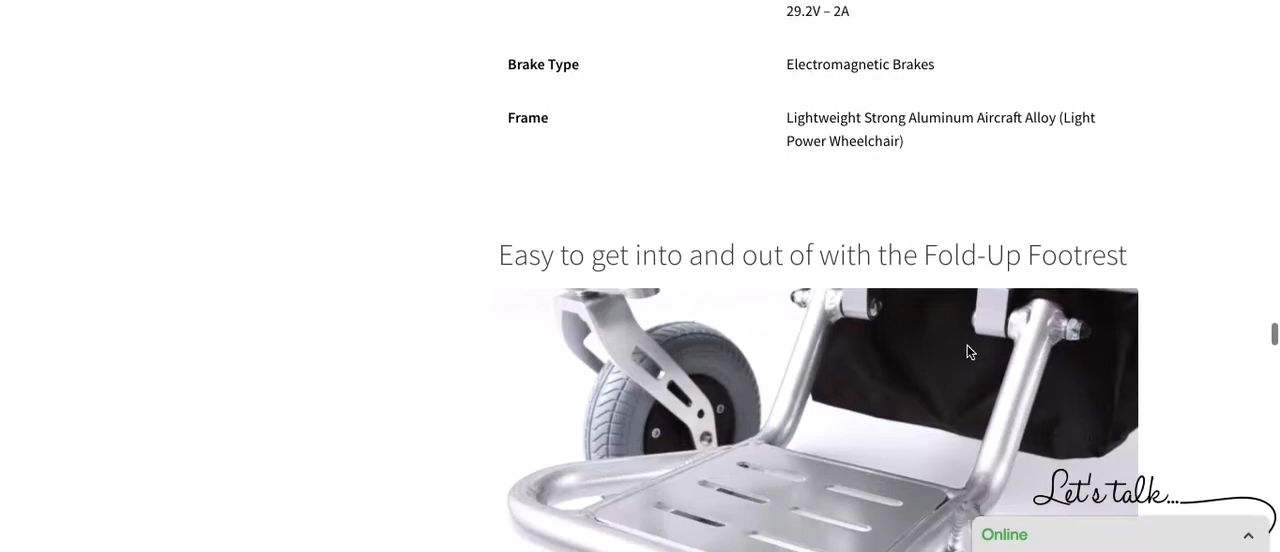 29.2V – 2A
Brake Type
Electromagnetic Brakes
Frame
Lightweight Strong Aluminum Aircraft Alloy (Light
Power Wheelchair)
Easy to get into and out of with the Fold-Up Footrest
Let's talk...
Online